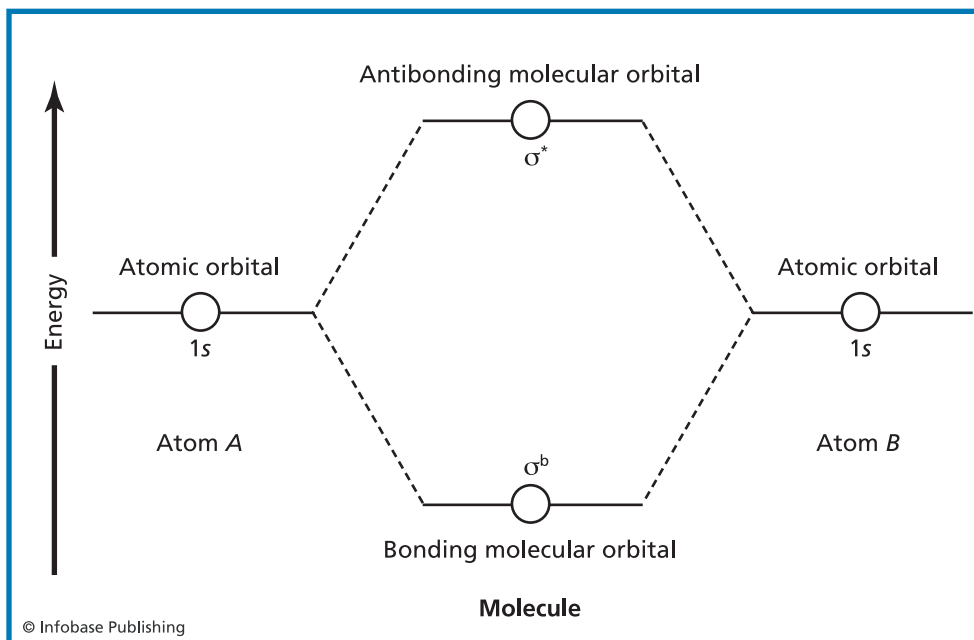 Antibonding molecular orbital
σ*
Energy
Atomic orbital
1s
Atomic orbital
1s
Atom A
Atom B
σᵇ
Bonding molecular orbital
Molecule
© Infobase Publishing